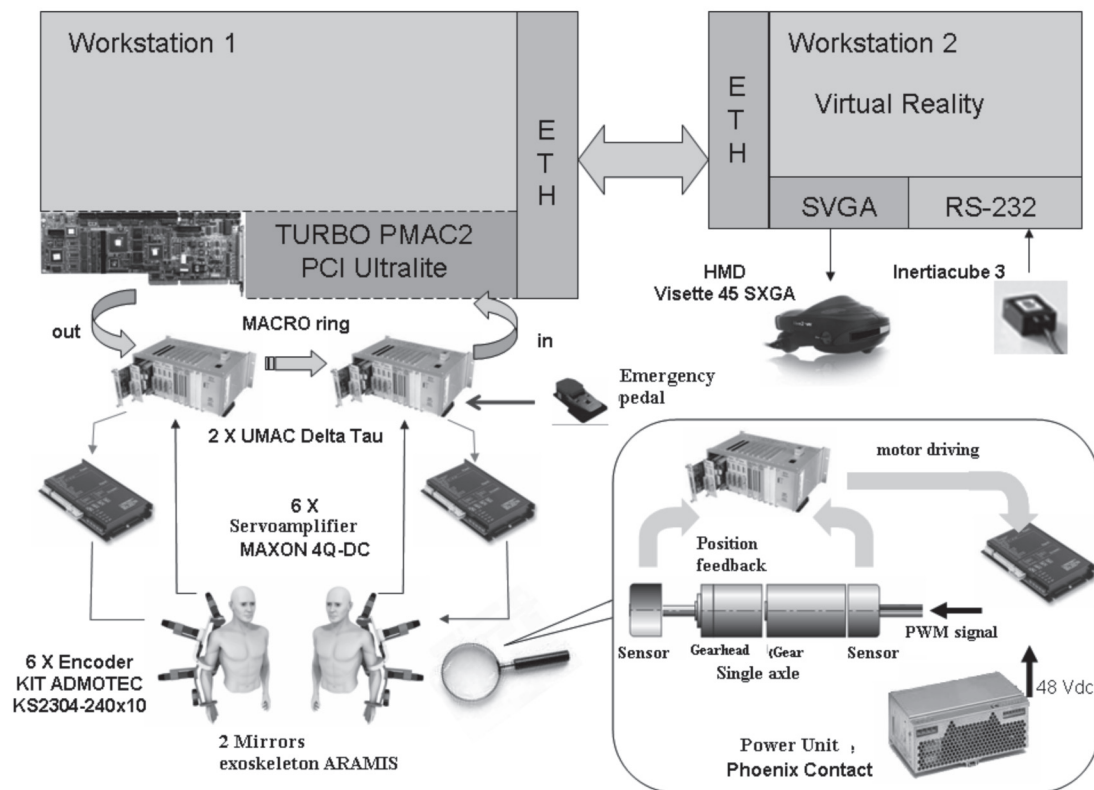 Workstation 1
E
T
H
TURBO PMAC2
PCI Ultralite
E
T
H
Workstation 2
Virtual Reality
SVGA
RS-232
HMD
Visette 45 SXGA
Inertiacube 3
out
MACRO ring
in
Emergency
pedal
2 X UMAC Delta Tau
6 X
Servoamplifier
MAXON 4Q-DC
6 X Encoder
KIT ADMOTEC
KS2304-240x10
2 Mirrors
exoskeleton ARAMIS
motor driving
Position
feedback
PWM signal
Sensor
Gearhead
(Gear
Sensor
Single axle
48 Vdc
Power Unit
Phoenix Contact